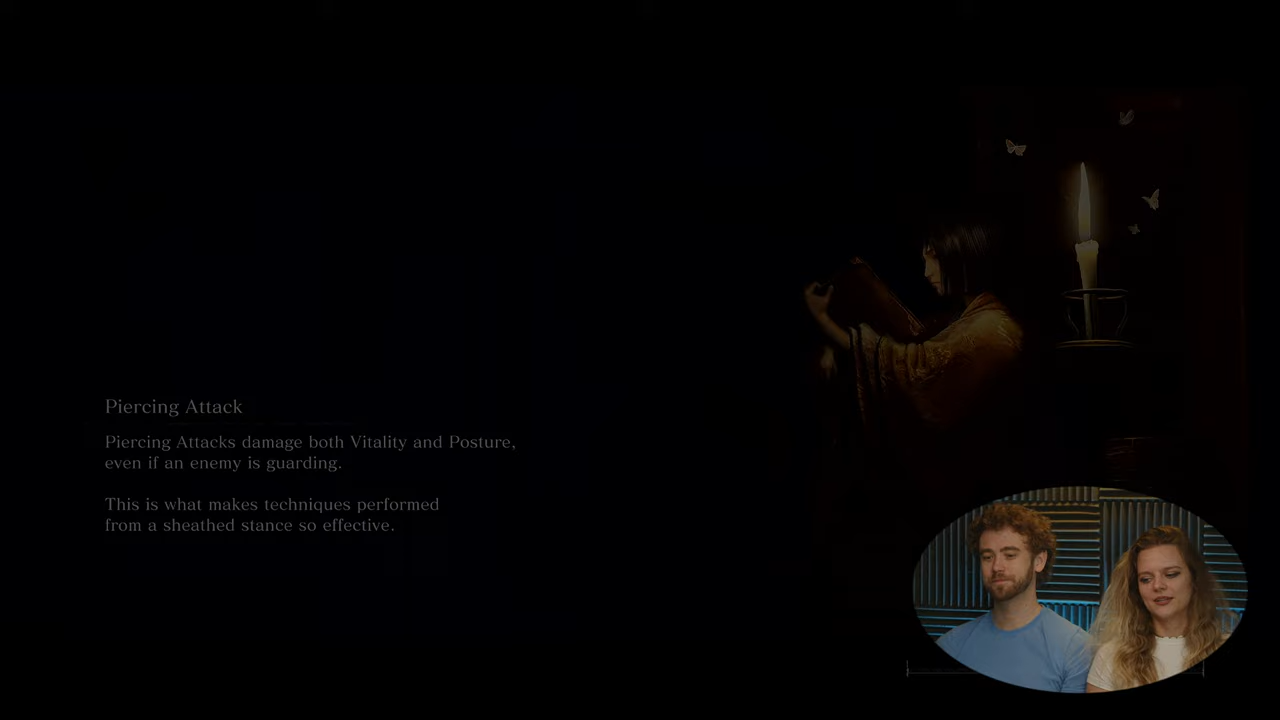 Piercing Attack
Piercing Attacks damage both Vitality and Posture,
even if an enemy is guarding.
This is what makes techniques performed
from a sheathed stance so effective.